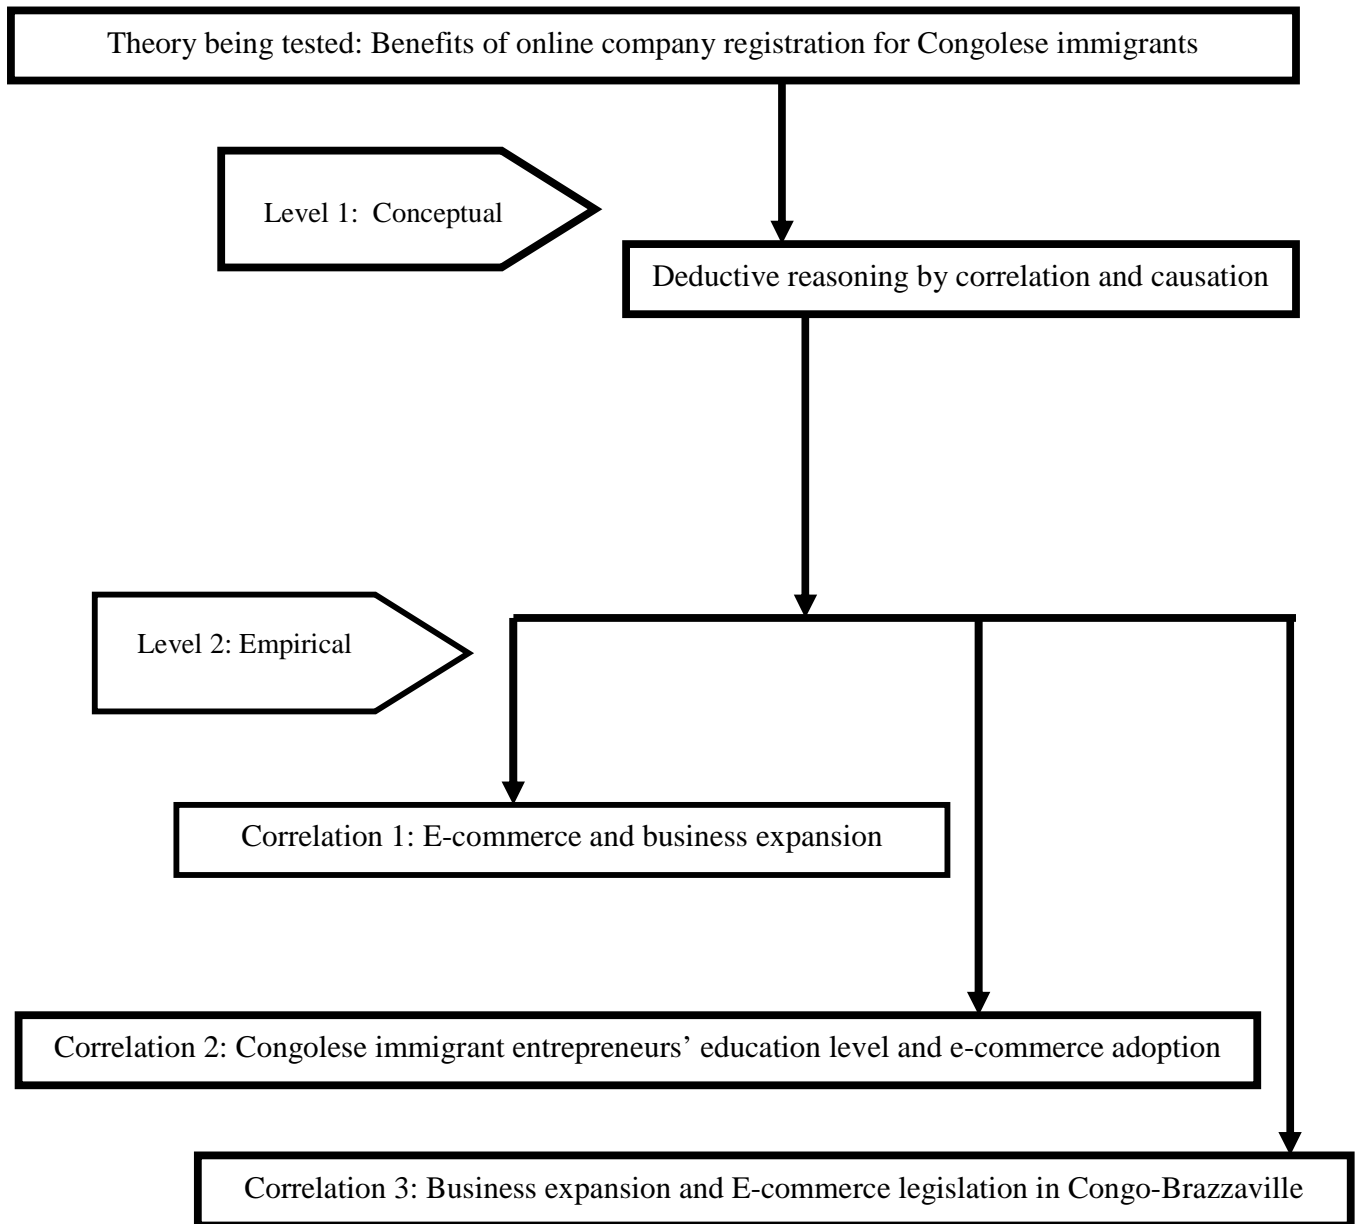 Theory being tested: Benefits of online company registration for Congolese immigrants
Level 1:  Conceptual
Deductive reasoning by correlation and causation
Level 2: Empirical
Correlation 1: E-commerce and business expansion
Correlation 2: Congolese immigrant entrepreneurs’ education level and e-commerce adoption
Correlation 3: Business expansion and E-commerce legislation in Congo-Brazzaville